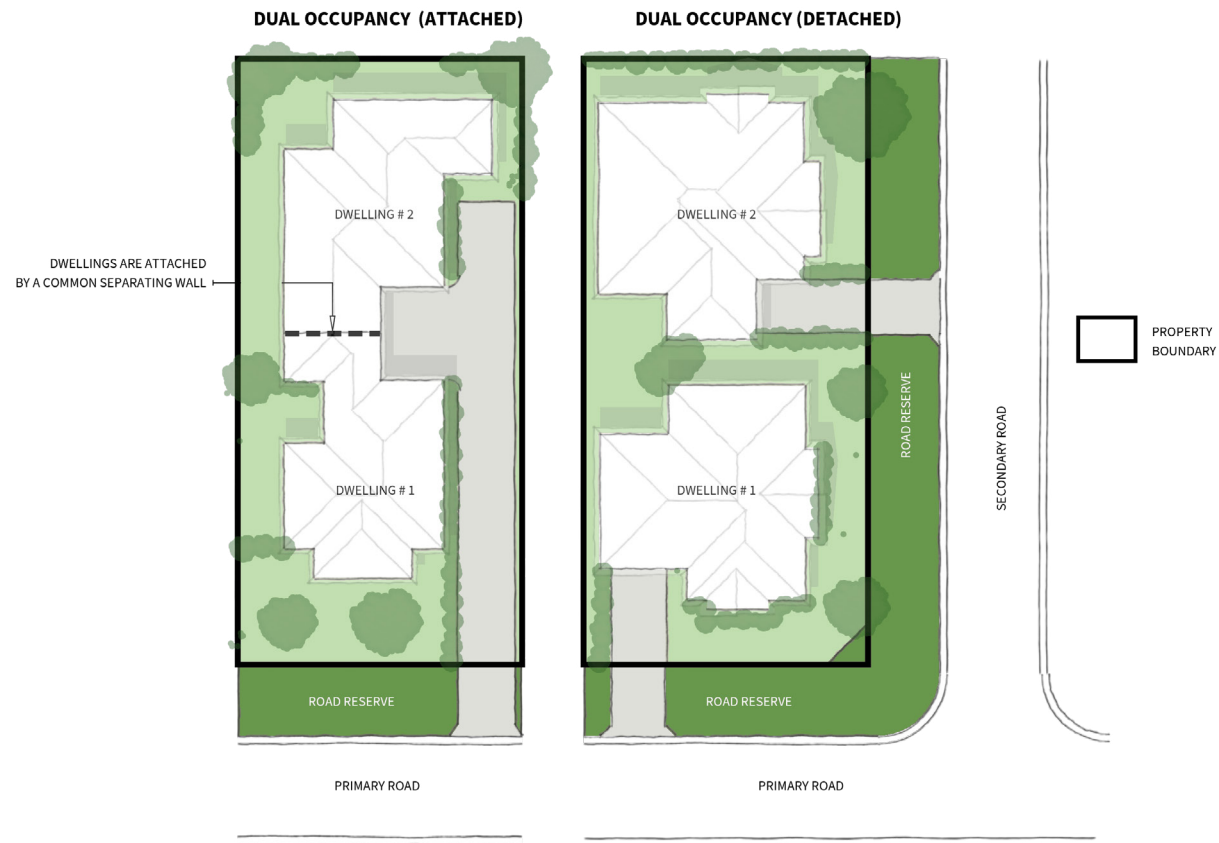 DUAL OCCUPANCY (ATTACHED)
DUAL OCCUPANCY (DETACHED)
DWELLING # 2
DWELLING # 2
DWELLINGS ARE ATTACHED
BY A COMMON SEPARATING WALL
PROPERTY
BOUNDARY
ROAD RESERVE
SECONDARY ROAD
DWELLING # 1
DWELLING # 1
ROAD RESERVE
ROAD RESERVE
PRIMARY ROAD
PRIMARY ROAD